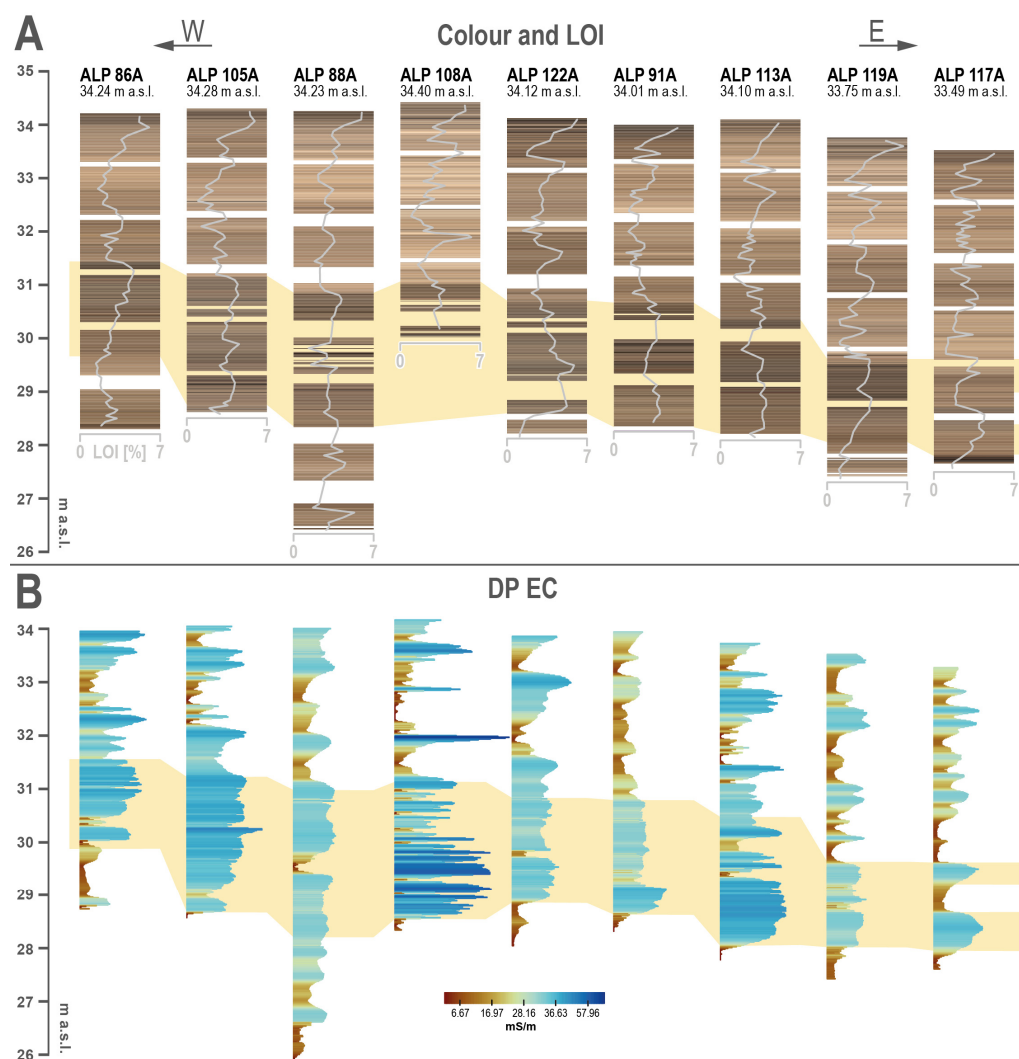 A
W
Colour and LOI
E
35
34
33
32
31
30
29
28
27
26
m a.s.l.
ALP 86A
34.24 m a.s.l.
ALP 105A
34.28 m a.s.l.
ALP 88A
34.23 m a.s.l.
ALP 108A
34.40 m a.s.l.
ALP 122A
34.12 m a.s.l.
ALP 91A
34.01 m a.s.l.
ALP 113A
34.10 m a.s.l.
ALP 119A
33.75 m a.s.l.
ALP 117A
33.49 m a.s.l.
0 LOI [%] 7
0 7
0 7
0 7
0 7
0 7
0 7
0 7
0 7
B
DP EC
34
33
32
31
30
29
28
27
26
m a.s.l.
6.67 16.97 28.16 36.63 57.96
mS/m